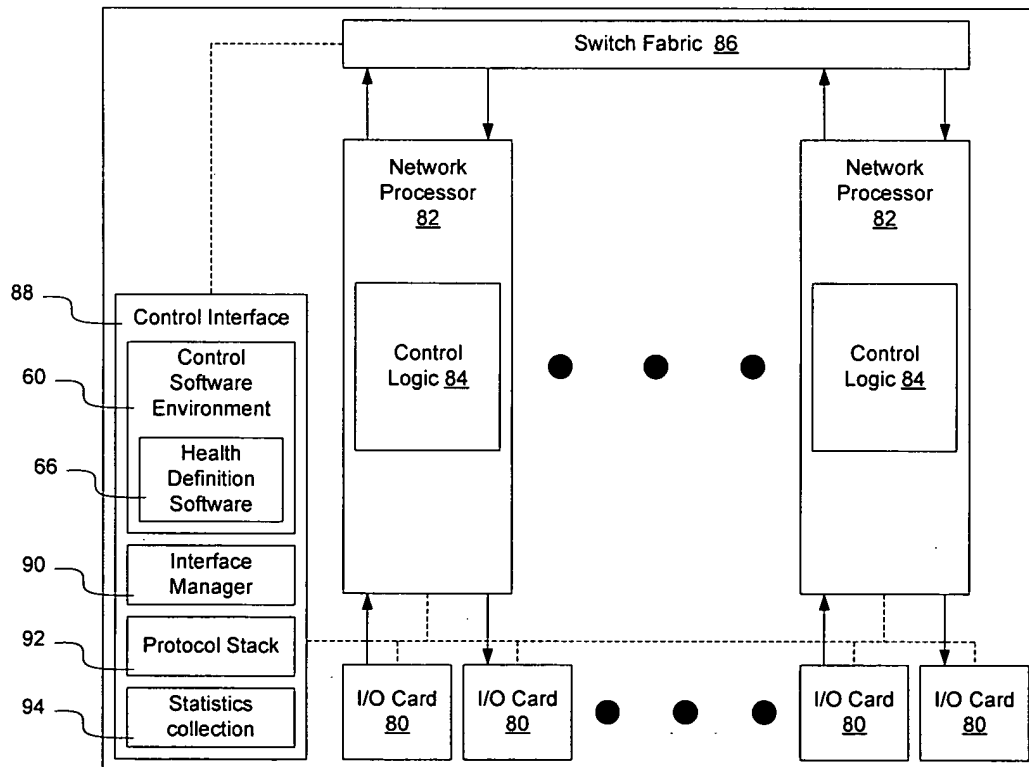 Switch Fabric 86
Network
Processor
82
Control
Logic 84
Network
Processor
82
Control
Logic 84
88
Control Interface
60
Control
Software
Environment
66
Health
Definition
Software
90
Interface
Manager
92
Protocol Stack
94
Statistics
collection
I/O Card
80
I/O Card
80
I/O Card
80
I/O Card
80